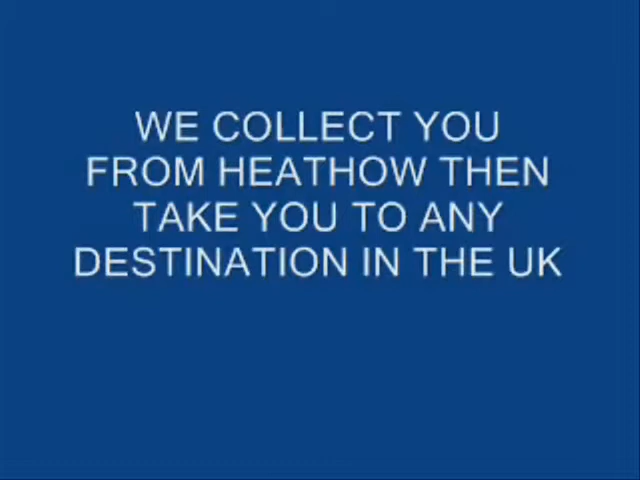 WE COLLECT YOU
FROM HEATHOW THEN
TAKE YOU TO ANY
DESTINATION IN THE UK